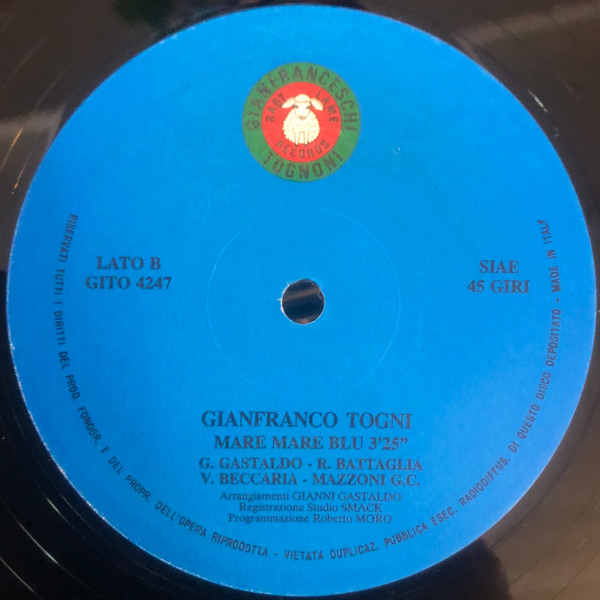 GIANFRANCESCHI
BABY LAME
RECORDS
TOGNONI
LATO B
GITO 4247
SIAE
45 GIRI
GIANFRANCO TOGNI
MARE MARE BLU 3'25"
G. GASTALDO - R. BATTAGLIA
V. BECCARIA - MAZZONI G.C.
Arrangiamenti GIANNI GASTALDO
Registrazione Studio SMACK
Programmazione Roberto MORO
RISERVATI TUTTI I DIRITTI DEL PROD. FONOGR. E DEL PROPR. DELL'OPERA RIPRODOTTA - VIETATA DUPLICAZ. PUBBLICA ESEC. RADIODIFFUS. DI QUESTO DISCO DEPOSITATO - MADE IN ITALY